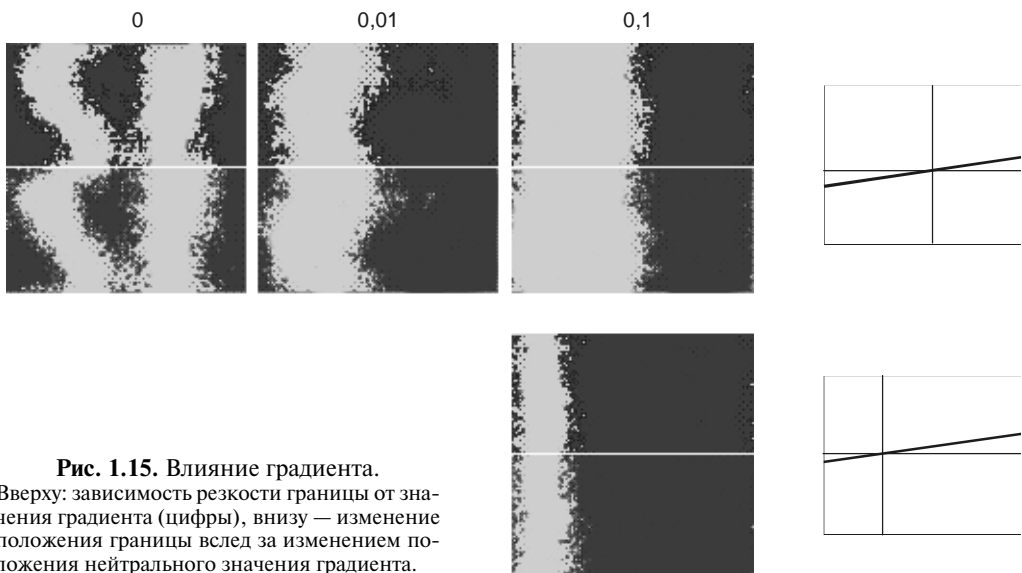 0 0,01 0,1
Рис. 1.15. Влияние градиента.
Вверху: зависимость резкости границы от зна-
чения градиента (цифры), внизу — изменение
положения границы вслед за изменением по-
ложения нейтрального значения градиента.